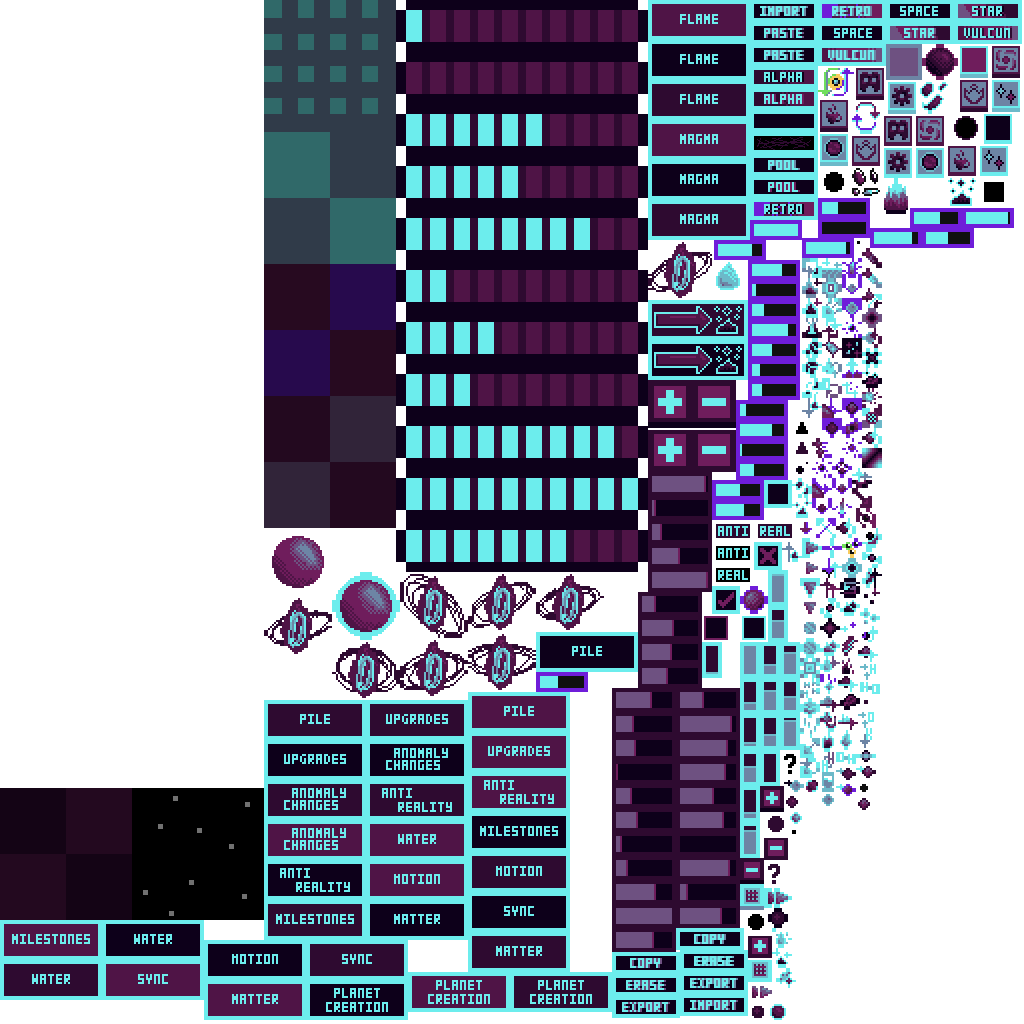 FLAME
FLAME
FLAME
MAGMA
MAGMA
MAGMA
IMPORT
RETRO
SPACE
STAR
PASTE
SPACE
STAR
VULCUN
PASTE
VULCUN
ALPHA
ALPHA
POOL
POOL
RETRO
ANTI
REAL
ANTI
REAL
PILE
PILE
UPGRADES
PILE
UPGRADES
ANOMALY
CHANGES
UPGRADES
ANOMALY
CHANGES
ANTI
REALITY
ANTI
REALITY
ANOMALY
CHANGES
WATER
MILESTONES
ANTI
REALITY
MOTION
MOTION
MILESTONES
MATTER
SYNC
MILESTONES
WATER
MOTION
SYNC
MATTER
WATER
SYNC
MATTER
PLANET
CREATION
PLANET
CREATION
PLANET
CREATION
COPY
COPY
ERASE
ERASE
EXPORT
EXPORT
IMPORT
?
?